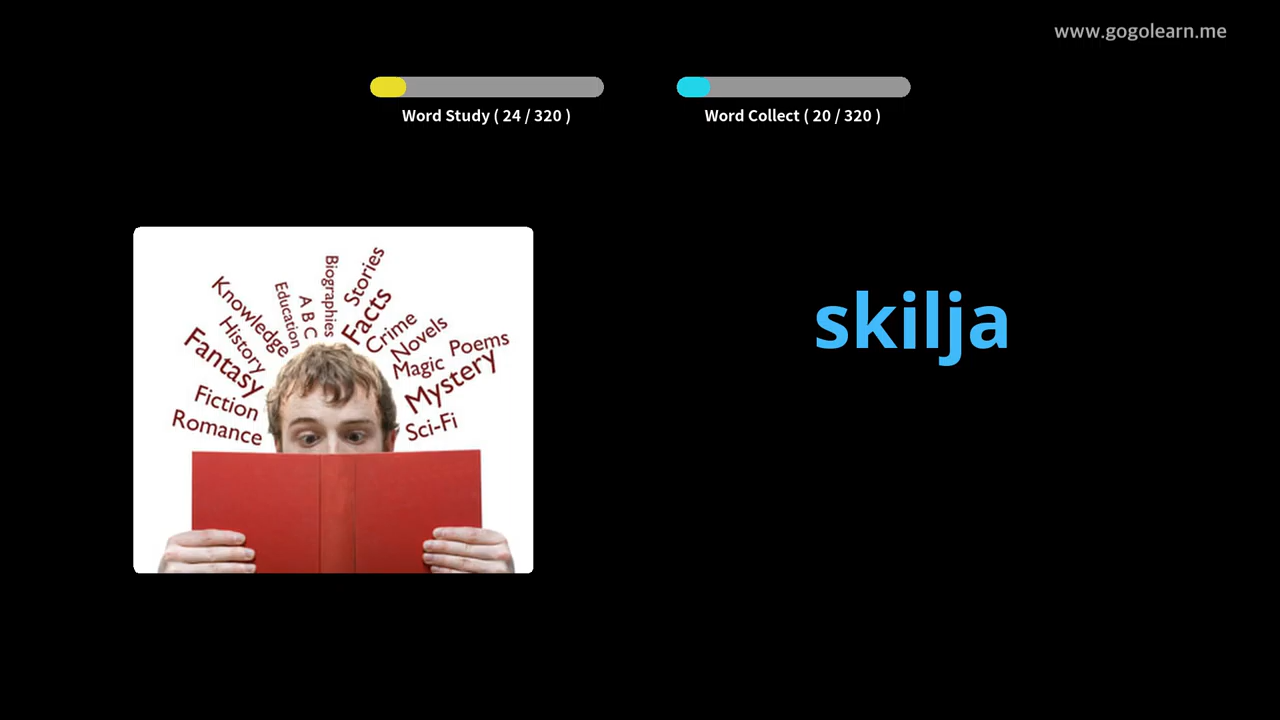 www.gogolearn.me
Word Study ( 24 / 320 )
Word Collect ( 20 / 320 )
skilja
Biographies
Stories
Education
A B C
Facts
Knowledge
History
Crime
Novels
Poems
Fantasy
Magic
Mystery
Fiction
Romance
Sci-Fi